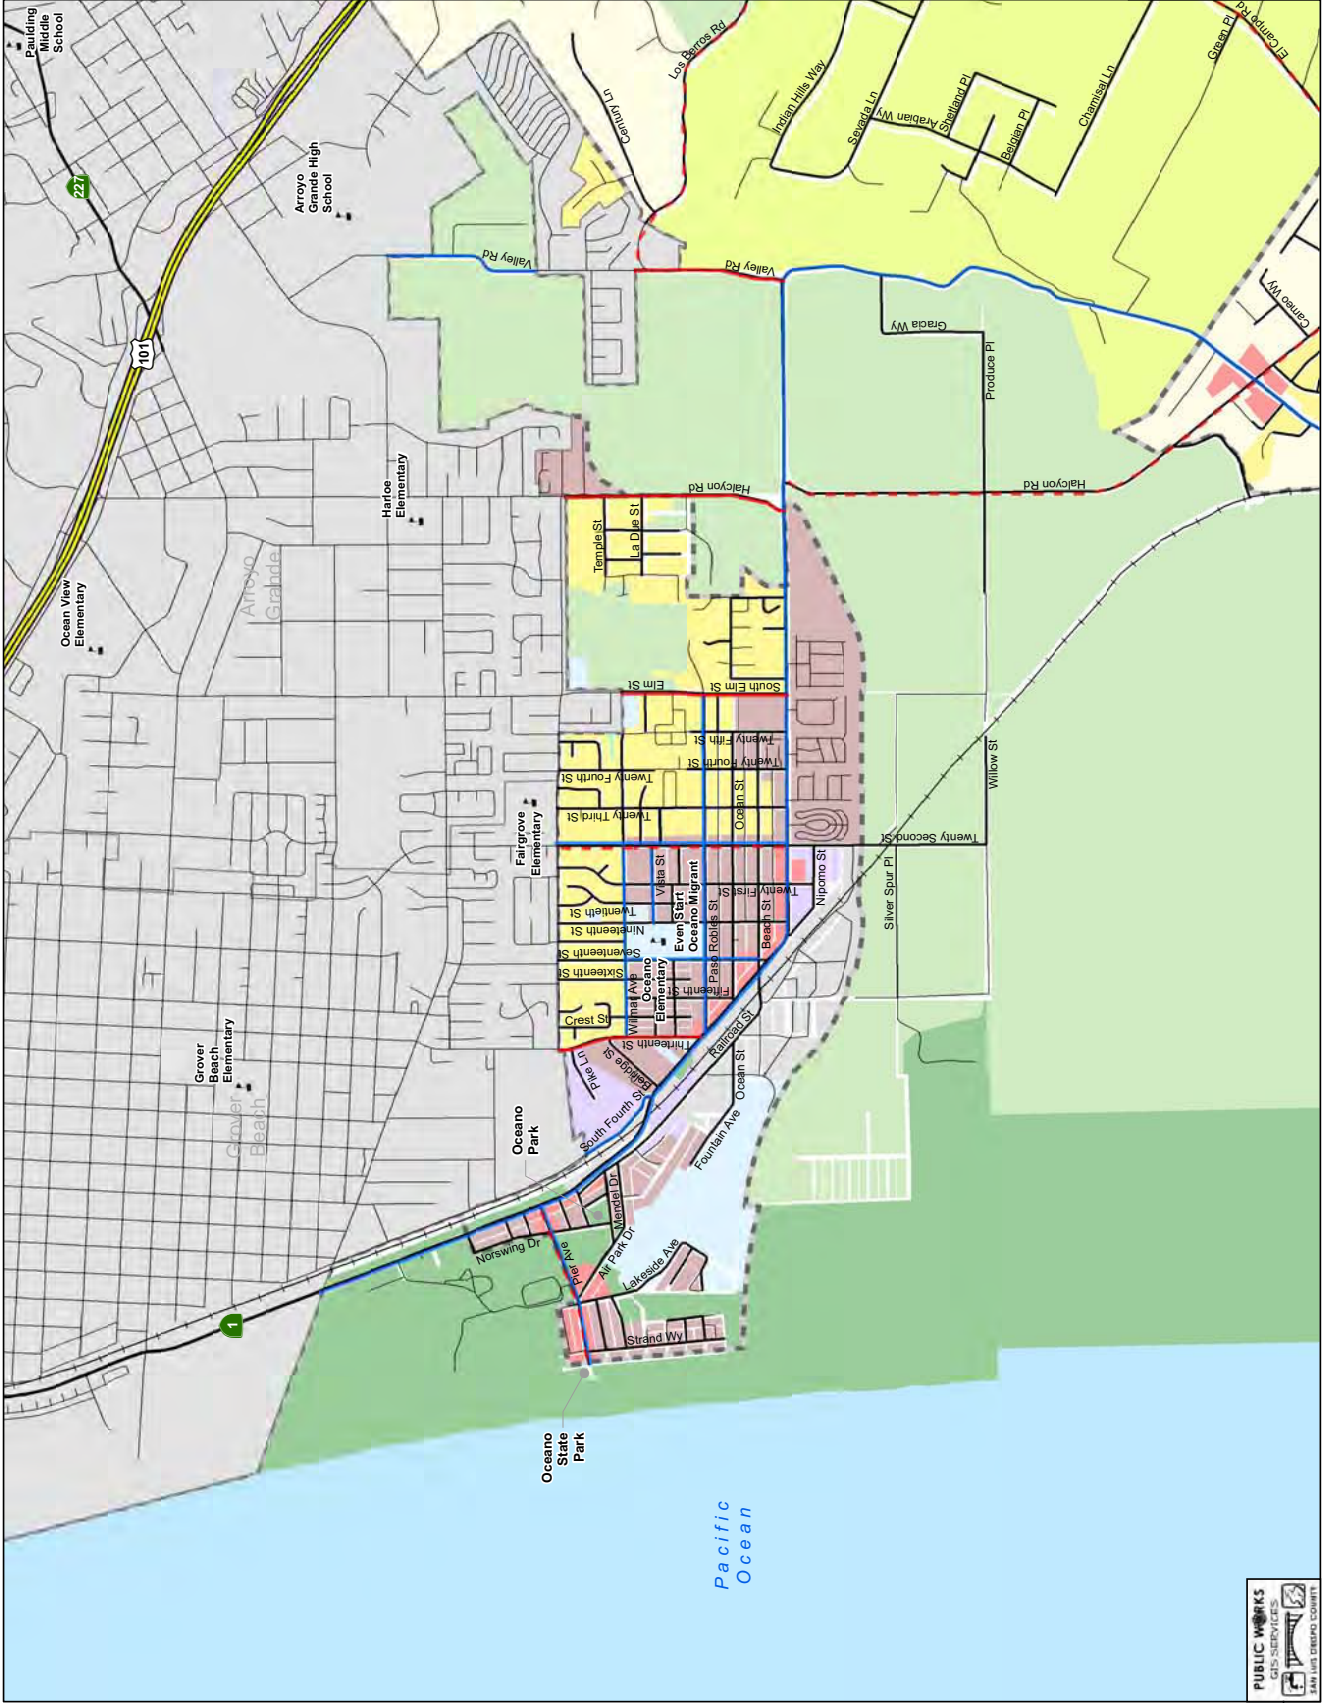 Paulding
Middle
School
227
Arroyo
Grande High
School
101
Ocean View
Elementary
Harloe
Elementary
Arroyo
Grande
Fairgrove
Elementary
Grover
Beach
Elementary
Grover
Beach
1
Oceano
Park
Oceano
State
Park
Pacific
Ocean
Los Berros Rd
Century Ln
Indian Hills Way
Sevada Ln
Arabian Wy
Shetland Pl
Belgian Pl
Chamisal Ln
Green Pl
El Campo Rd
Valley Rd
Valley Rd
Gracia Wy
Produce Pl
Cameo Wy
Halcyon Rd
Halcyon Rd
Temple St
La Due St
Elm St
South Elm St
Twenty Fifth St
Twenty Fourth St
Twenty Fourth St
Twenty Third St
Ocean St
Twenty Second St
Willow St
Silver Spur Pl
Nipomo St
Vista St
Twenty First St
Even Start
Oceano Migrant
Twentieth St
Nineteenth St
Seventeenth St
Sixteenth St
Paso Robles St
Beach St
Oceano
Elementary
Wilmar Ave
Fifteenth St
Crest St
Thirteenth St
Pike Ln
Belridge St
Railroad St
Ocean St
South Fourth St
Fountain Ave
Mendel Dr
Norswing Dr
Pier Ave
Air Park Dr
Lakeside Ave
Strand Wy
PUBLIC WORKS
GIS SERVICES
SAN LUIS OBISPO COUNTY